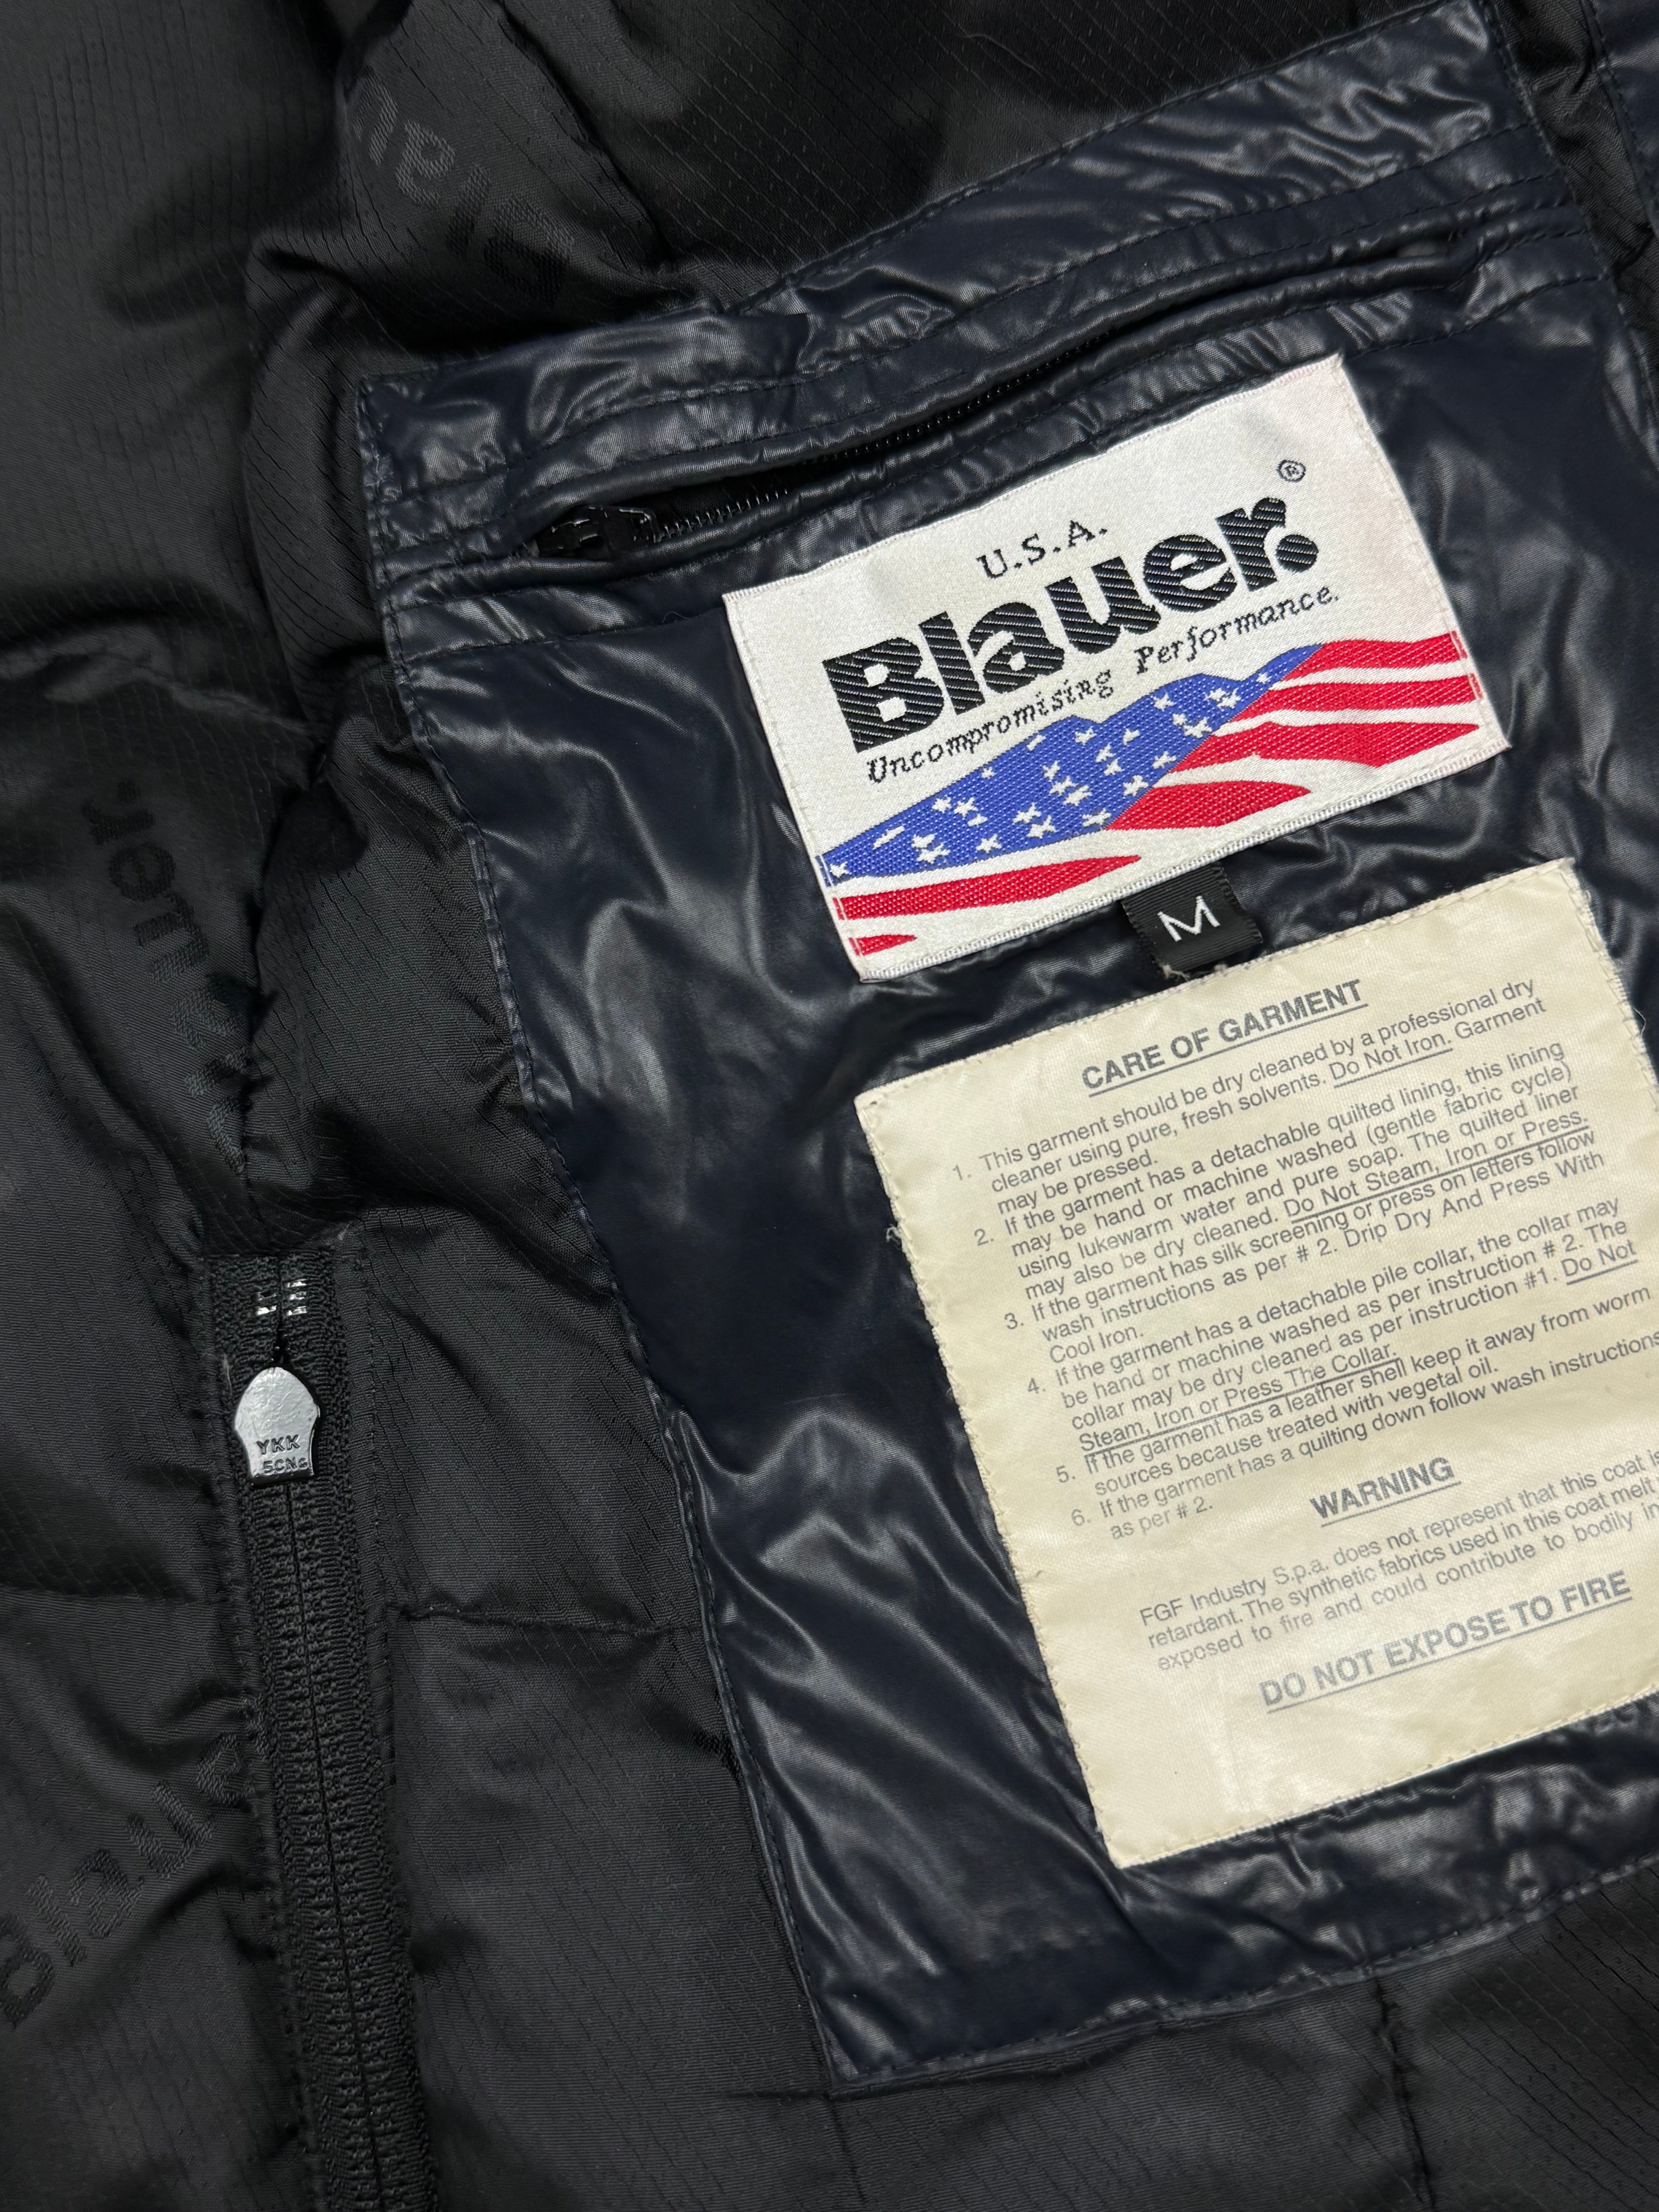 U.S.A.
Blauer.®
Uncompromising Performance.
M
CARE OF GARMENT
1. This garment should be dry cleaned by a professional dry
cleaner using pure, fresh solvents. Do Not Iron. Garment
may be pressed.
2. If the garment has a detachable quilted lining, this lining
may be hand or machine washed (gentle fabric cycle)
using lukewarm water and pure soap. The quilted liner
may also be dry cleaned. Do Not Steam, Iron or Press.
3. If the garment has silk screening or press on letters follow
wash instructions as per # 2. Drip Dry And Press With
Cool Iron.
4. If the garment has a detachable pile collar, the collar may
be hand or machine washed as per instruction # 2. The
collar may be dry cleaned as per instruction #1. Do Not
Steam, Iron or Press The Collar.
5. If the garment has a leather shell keep it away from worm
sources because treated with vegetal oil.
6. If the garment has a quilting down follow wash instructions
as per # 2.
WARNING
FGF Industry S.p.a. does not represent that this coat is
retardant. The synthetic fabrics used in this coat melt
exposed to fire and could contribute to bodily in
DO NOT EXPOSE TO FIRE
YKK
5CN
Blauer
auer.
Blaue